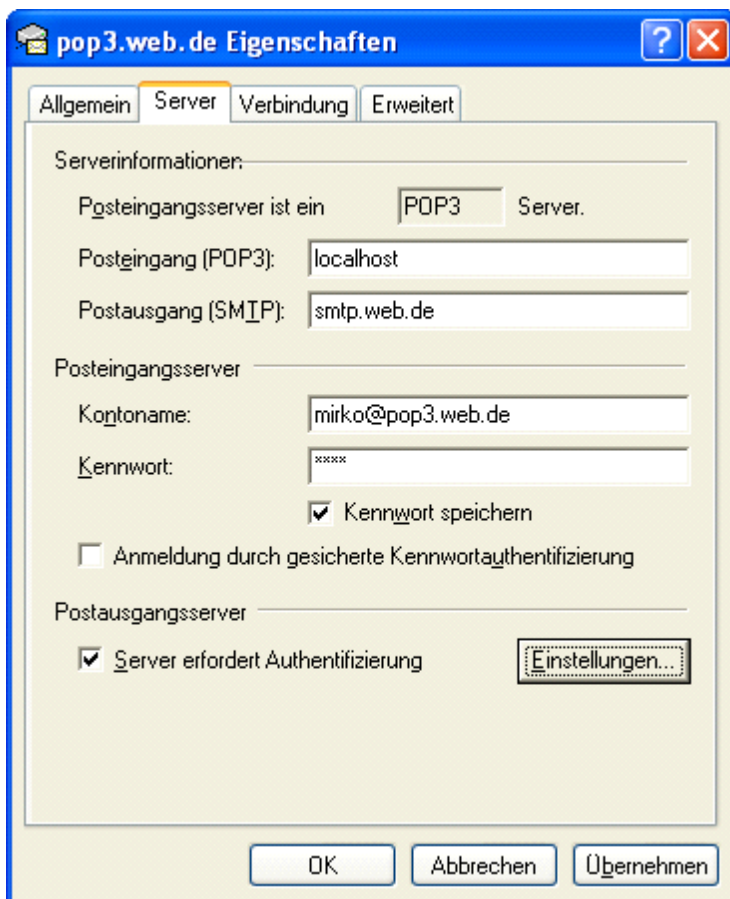 pop3.web.de Eigenschaften
Allgemein Server Verbindung Erweitert
Serverinformationen
Posteingangsserver ist ein POP3 Server.
Posteingang (POP3): localhost
Postausgang (SMTP): smtp.web.de
Posteingangsserver
Kontoname: mirko@pop3.web.de
Kennwort: ****
Kennwort speichern
Anmeldung durch gesicherte Kennwortauthentifizierung
Postausgangsserver
Server erfordert Authentifizierung Einstellungen...
OK Abbrechen Übernehmen